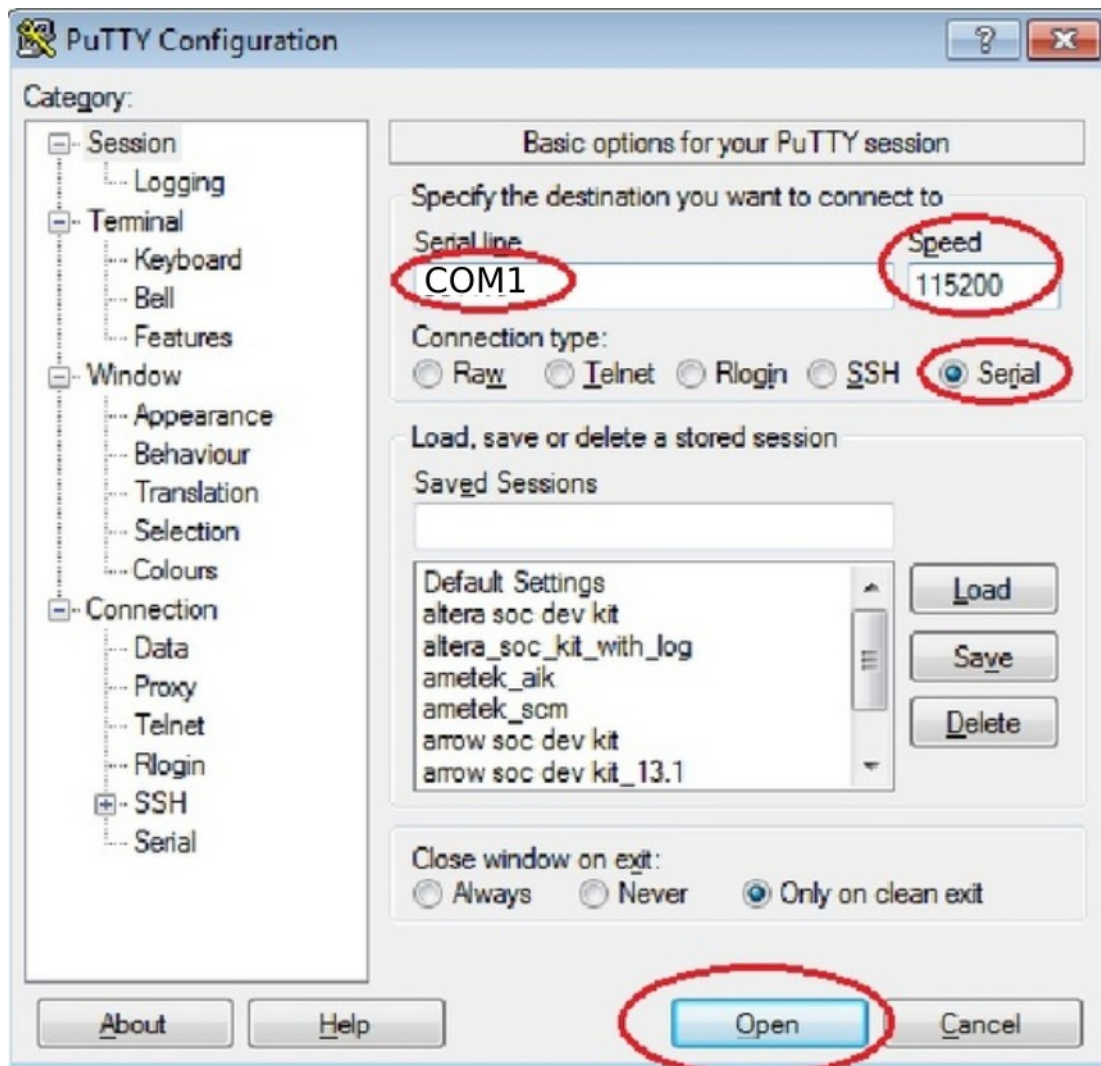 PuTTY Configuration
Category:
Session
Logging
Terminal
Keyboard
Bell
Features
Window
Appearance
Behaviour
Translation
Selection
Colours
Connection
Data
Proxy
Telnet
Rlogin
SSH
Serial
Basic options for your PuTTY session
Specify the destination you want to connect to
Serial line Speed
COM1 115200
Connection type:
Raw Telnet Rlogin SSH Serial
Load, save or delete a stored session
Saved Sessions
Default Settings
altera soc dev kit
altera_soc_kit_with_log
ametek_aik
ametek_scm
arrow soc dev kit
arrow soc dev kit_13.1
Load
Save
Delete
Close window on exit:
Always Never Only on clean exit
About Help Open Cancel